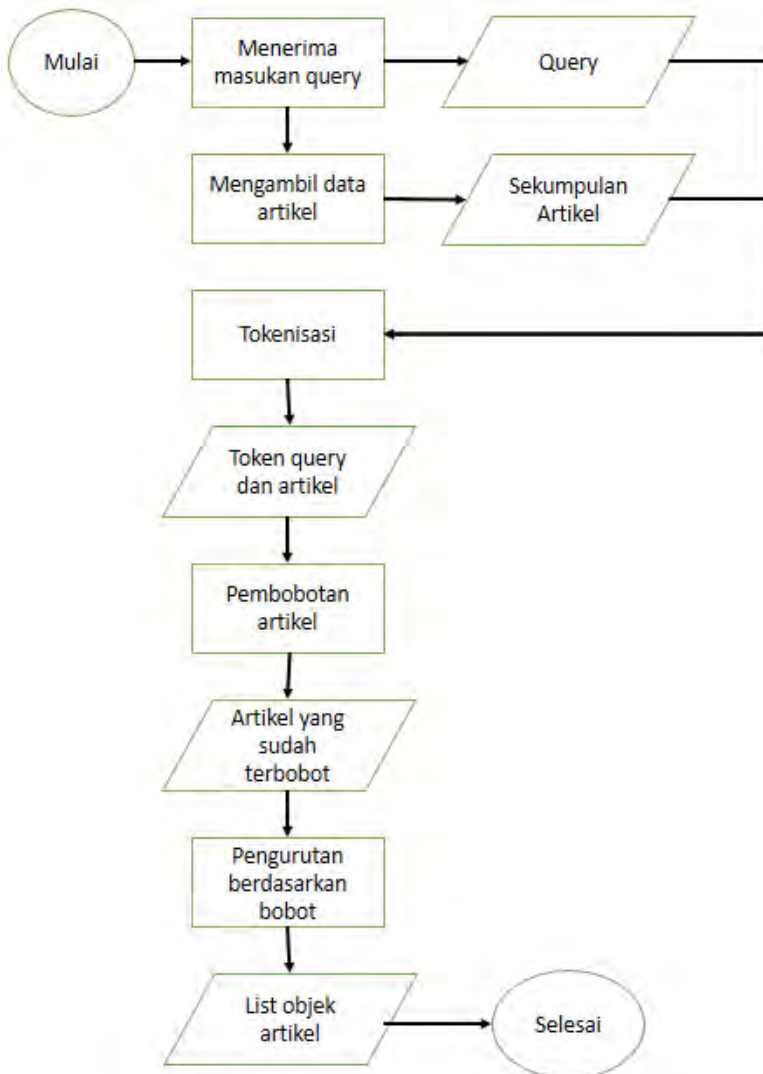 Mulai
Menerima
masukan query
Query
Mengambil data
artikel
Sekumpulan
Artikel
Tokenisasi
Token query
dan artikel
Pembobotan
artikel
Artikel yang
sudah
terbobot
Pengurutan
berdasarkan
bobot
List objek
artikel
Selesai